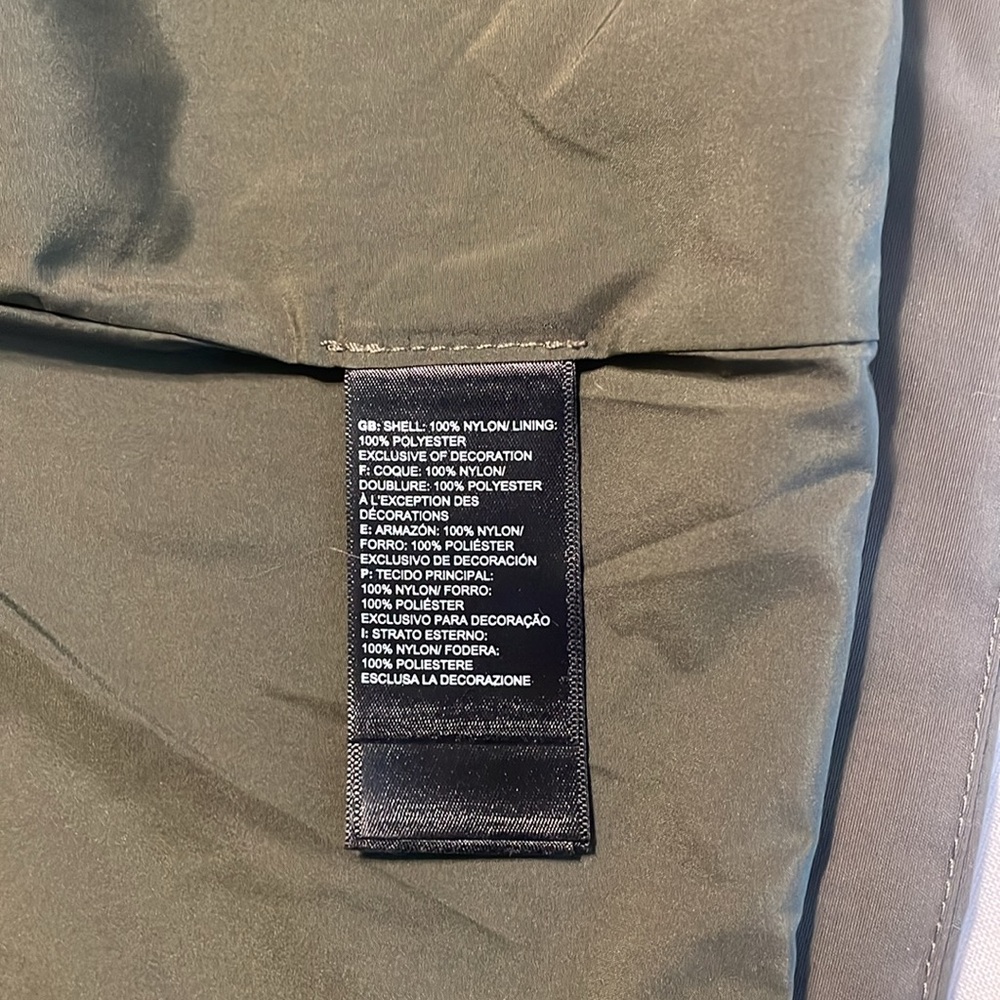 GB: SHELL: 100% NYLON/ LINING:
100% POLYESTER
EXCLUSIVE OF DECORATION
F: COQUE: 100% NYLON/
DOUBLURE: 100% POLYESTER
À L'EXCEPTION DES
DÉCORATIONS
E: ARMAZÓN: 100% NYLON/
FORRO: 100% POLIÉSTER
EXCLUSIVO DE DECORACIÓN
P: TECIDO PRINCIPAL:
100% NYLON/ FORRO:
100% POLIÉSTER
EXCLUSIVO PARA DECORAÇÃO
I: STRATO ESTERNO:
100% NYLON/ FODERA:
100% POLIESTERE
ESCLUSA LA DECORAZIONE